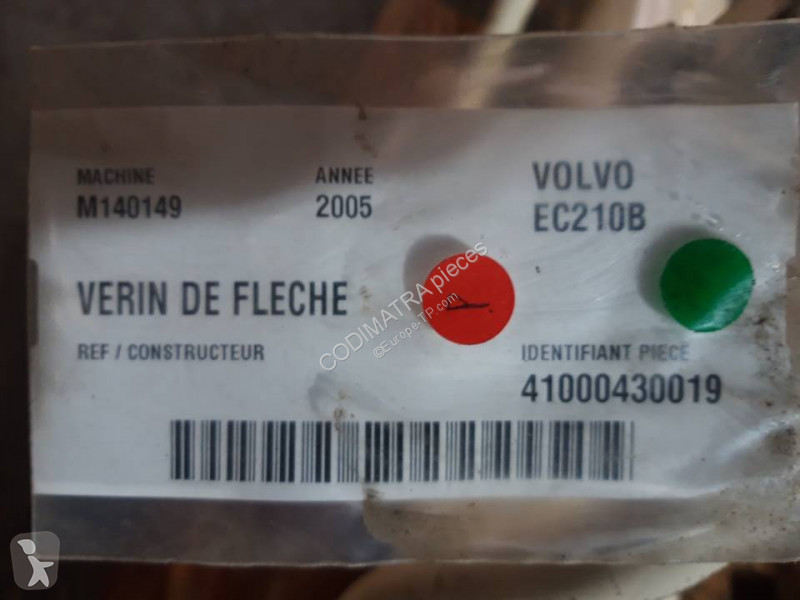 MACHINE
M140149
ANNEE
2005
VOLVO
EC210B
VERIN DE FLECHE
REF / CONSTRUCTEUR
IDENTIFIANT PIECE
41000430019
CODIMATRA pieces
©Europe-TP.com